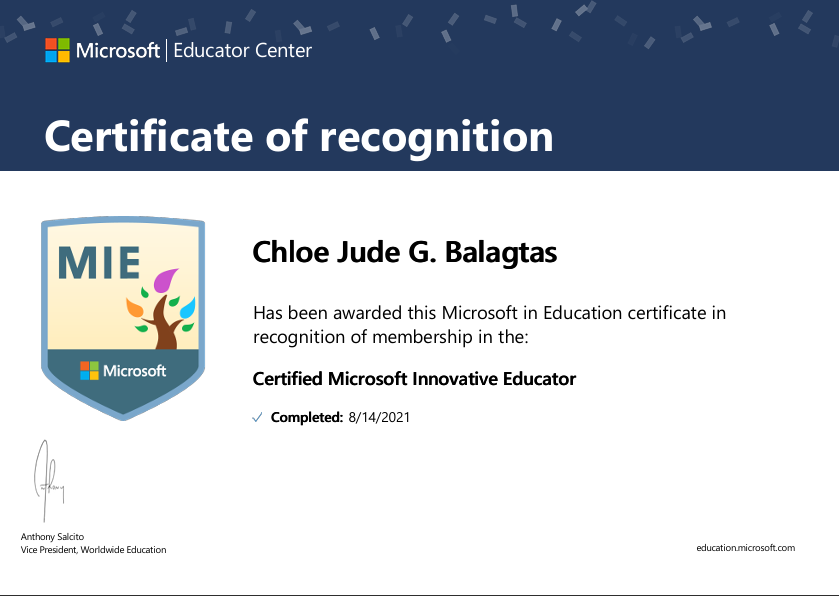 Microsoft | Educator Center
Certificate of recognition
MIE
Microsoft
Chloe Jude G. Balagtas
Has been awarded this Microsoft in Education certificate in
recognition of membership in the:
Certified Microsoft Innovative Educator
✓ Completed: 8/14/2021
Anthony
Anthony Salcito
Vice President, Worldwide Education
education.microsoft.com